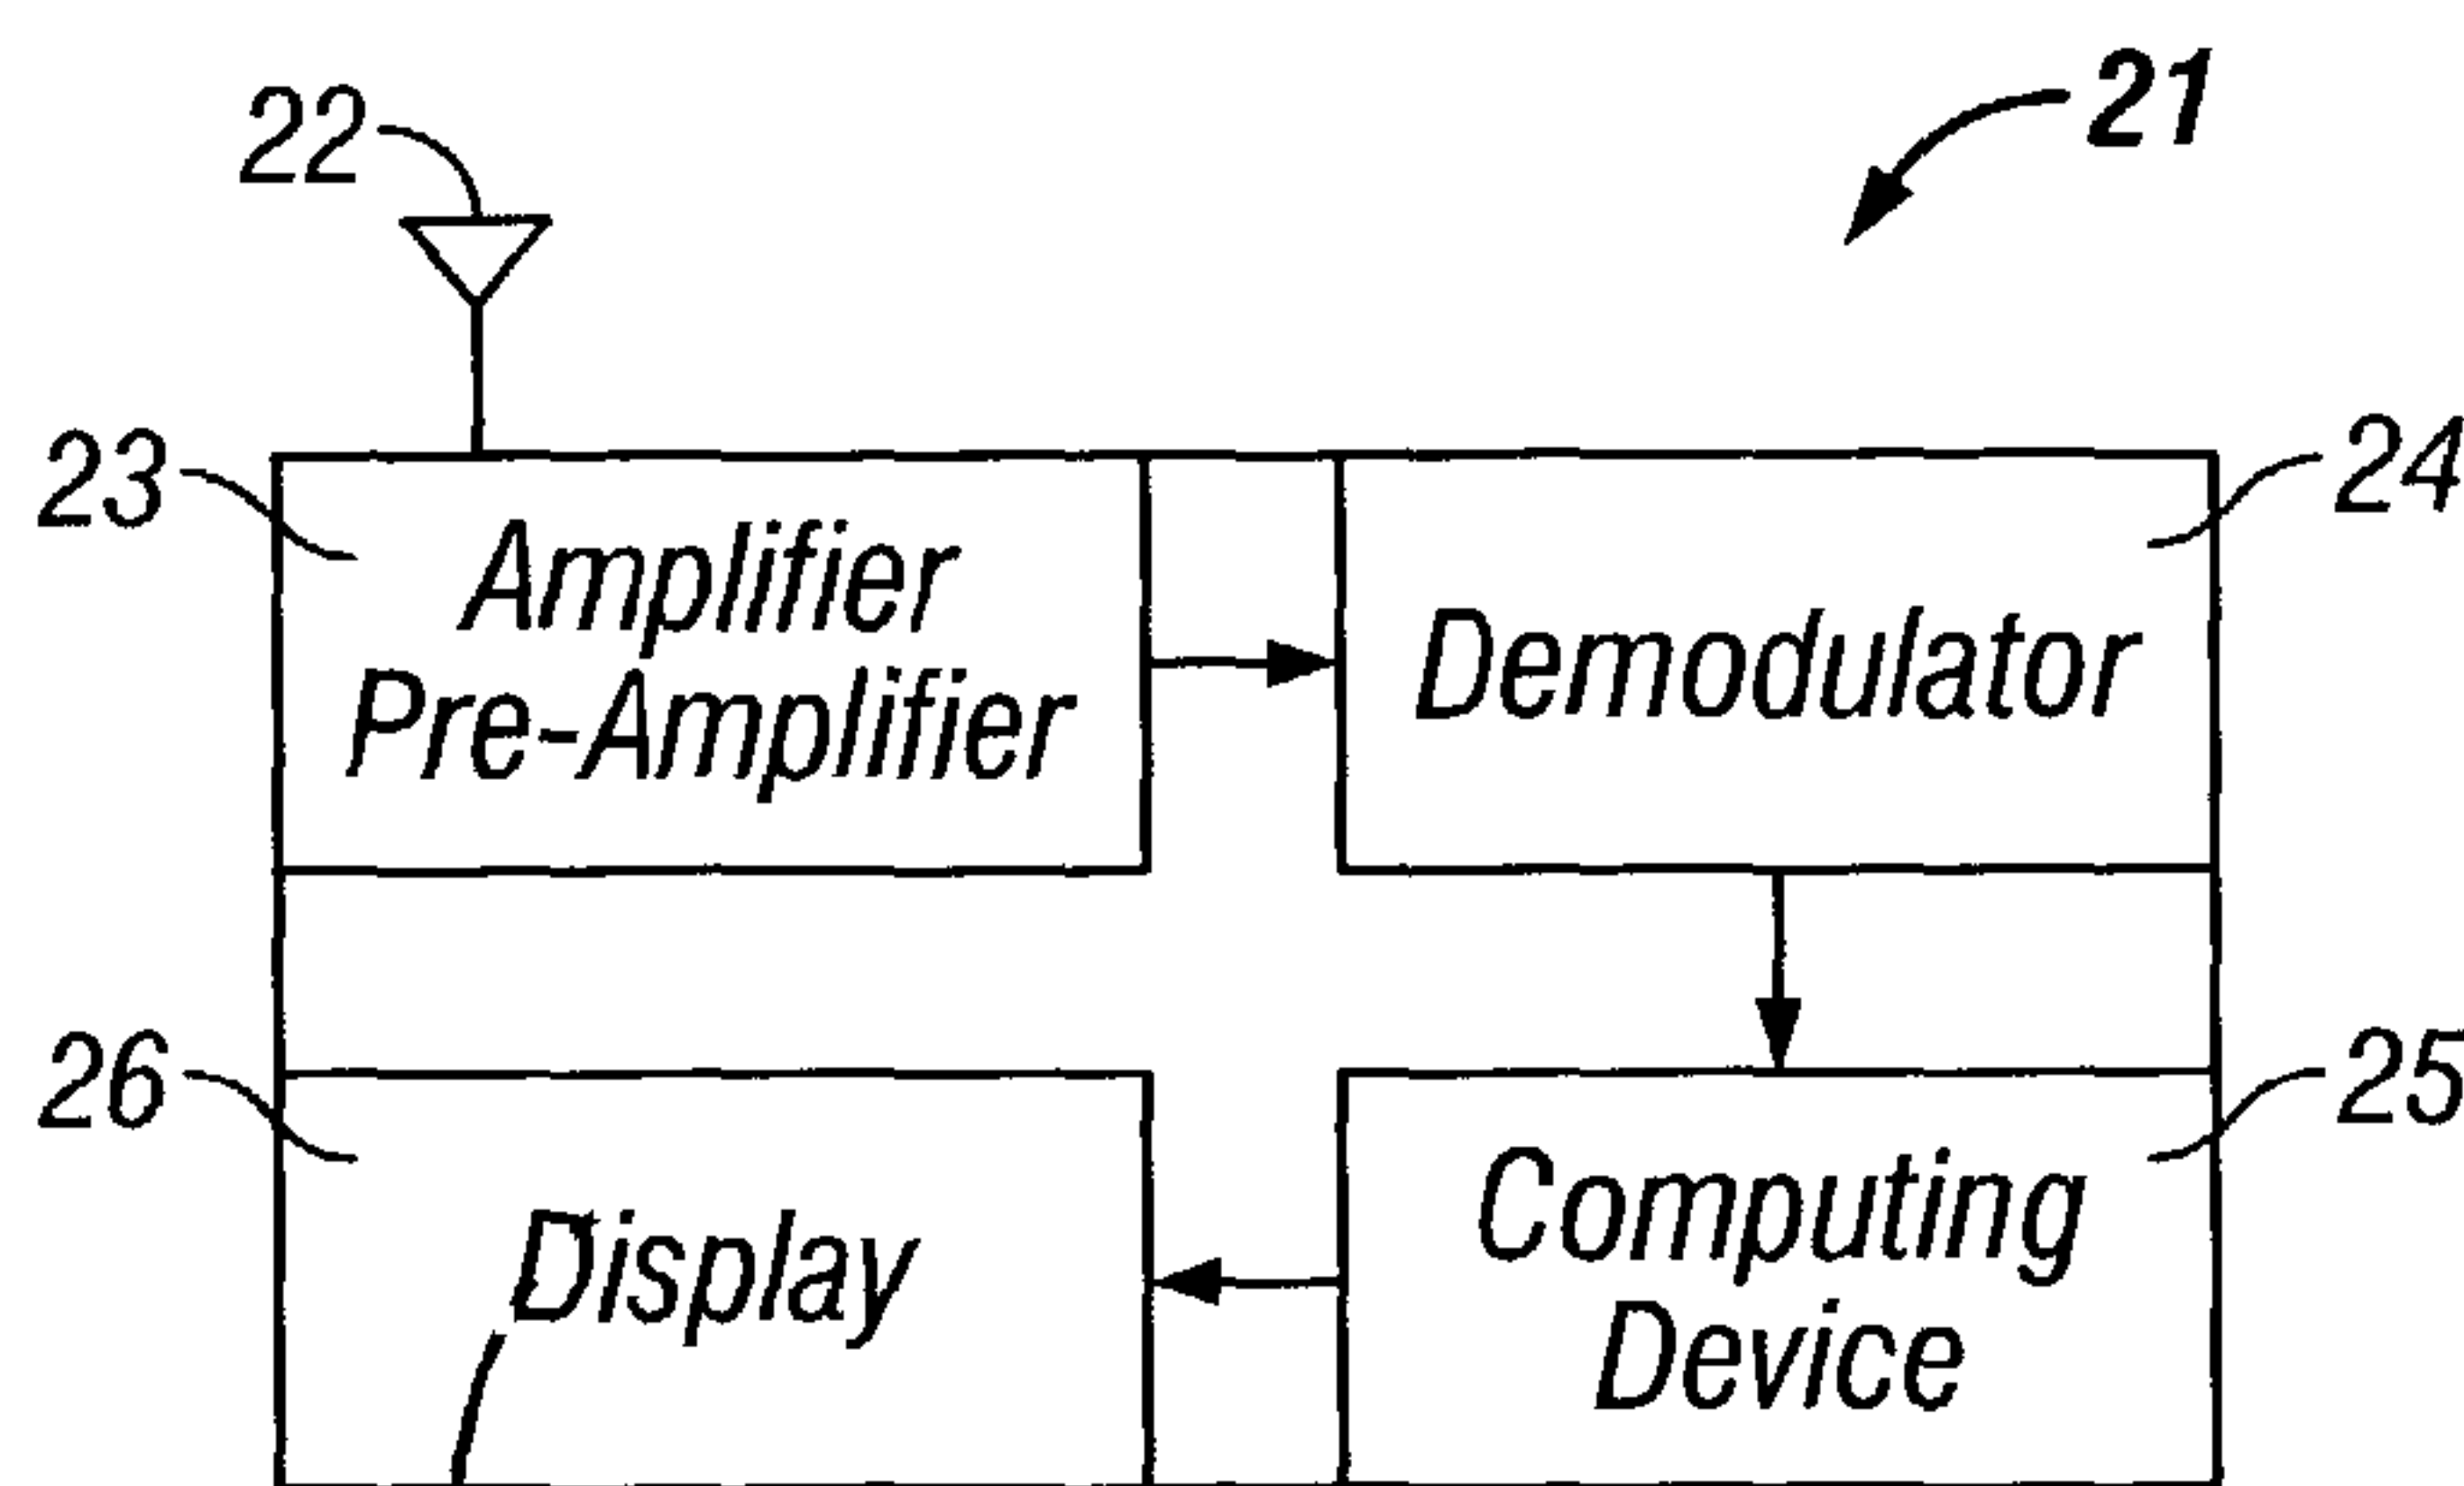 22
21
23
24
Amplifier
Pre-Amplifier
Demodulator
26
25
Display
Computing
Device